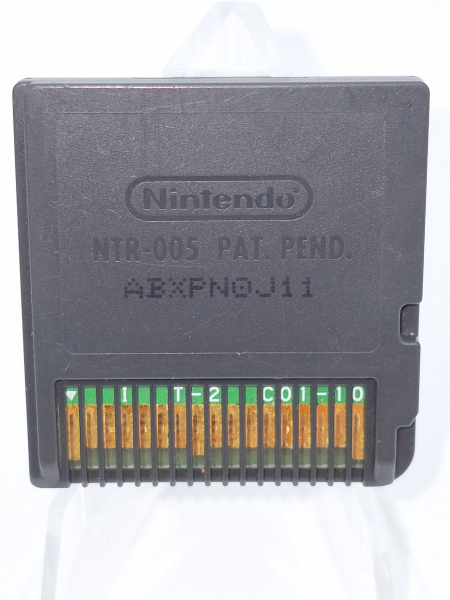 Nintendo
NTR-005 PAT. PEND.
ABXPN0J11
▼ I T-2 C01-10